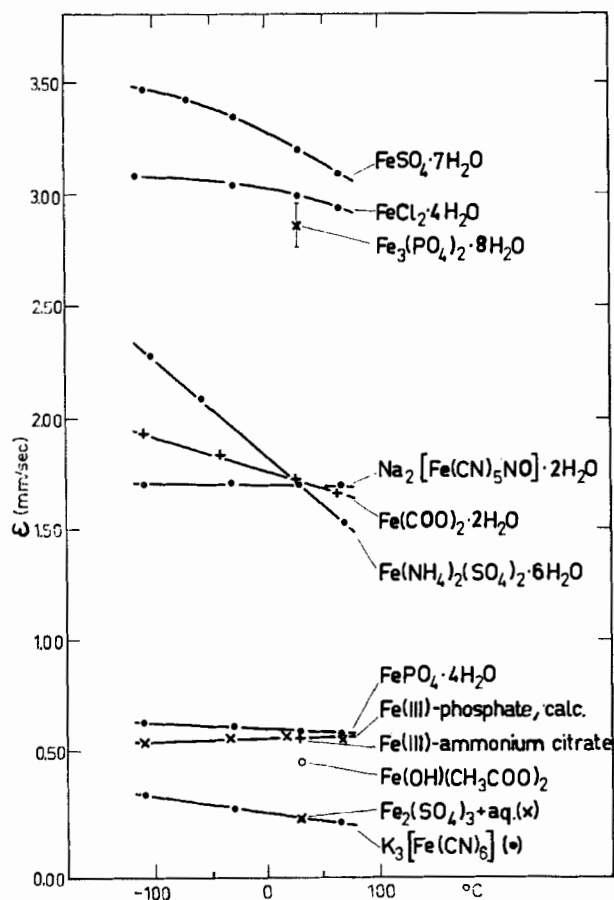 3.50
3.00
2.50
2.00
1.50
1.00
0.50
0.00
ε (mm/sec)
FeSO₄·7H₂O
FeCl₂·4H₂O
Fe₃(PO₄)₂·8H₂O
Na₂[Fe(CN)₅NO]·2H₂O
Fe(COO)₂·2H₂O
Fe(NH₄)₂(SO₄)₂·6H₂O
FePO₄·4H₂O
Fe(III)-phosphate, calc.
Fe(III)-ammonium citrate
Fe(OH)(CH₃COO)₂
Fe₂(SO₄)₃+aq.(x)
K₃[Fe(CN)₆](•)
-100 0 100 °C